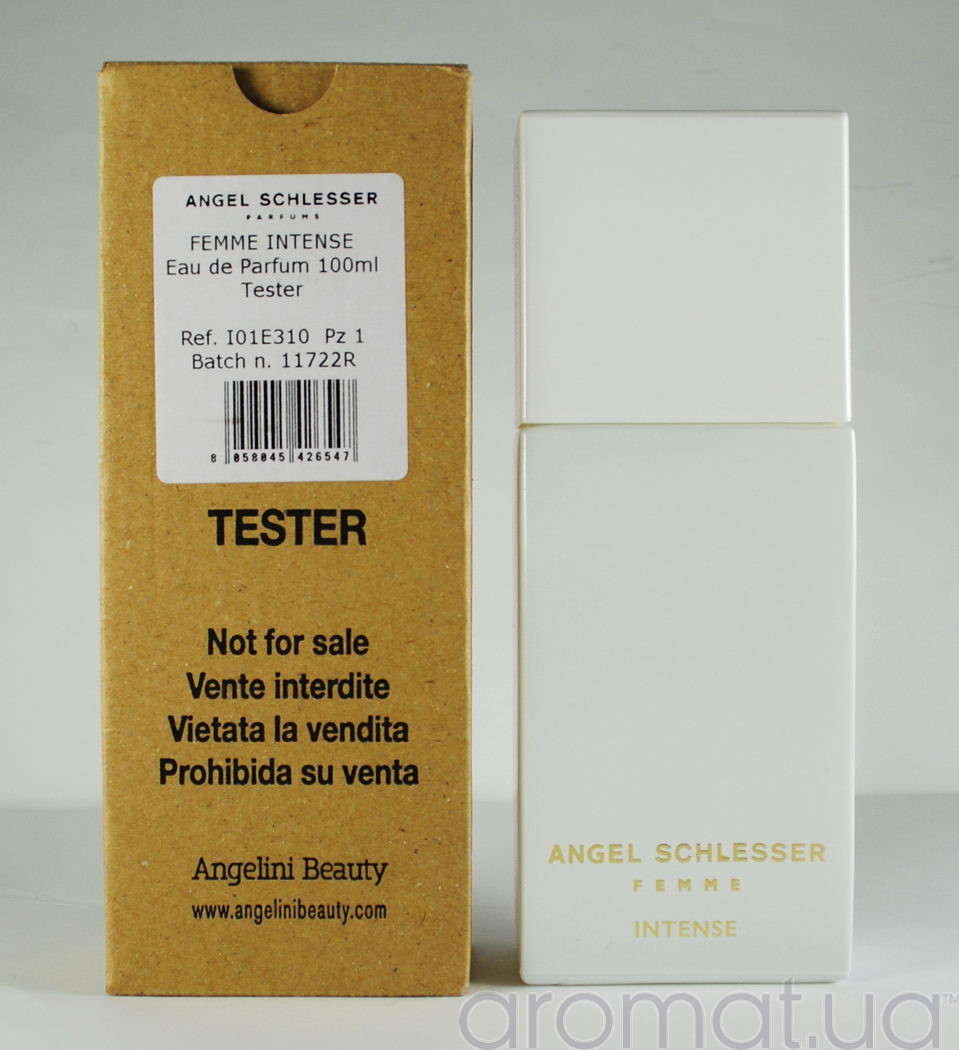 ANGEL SCHLESSER
PARFUMS
FEMME INTENSE
Eau de Parfum 100ml
Tester
Ref. I01E310 Pz 1
Batch n. 11722R
8 058045 426547
TESTER
Not for sale
Vente interdite
Vietata la vendita
Prohibida su venta
Angelini Beauty
www.angelinibeauty.com
ANGEL SCHLESSER
FEMME
INTENSE
aromat.ua™